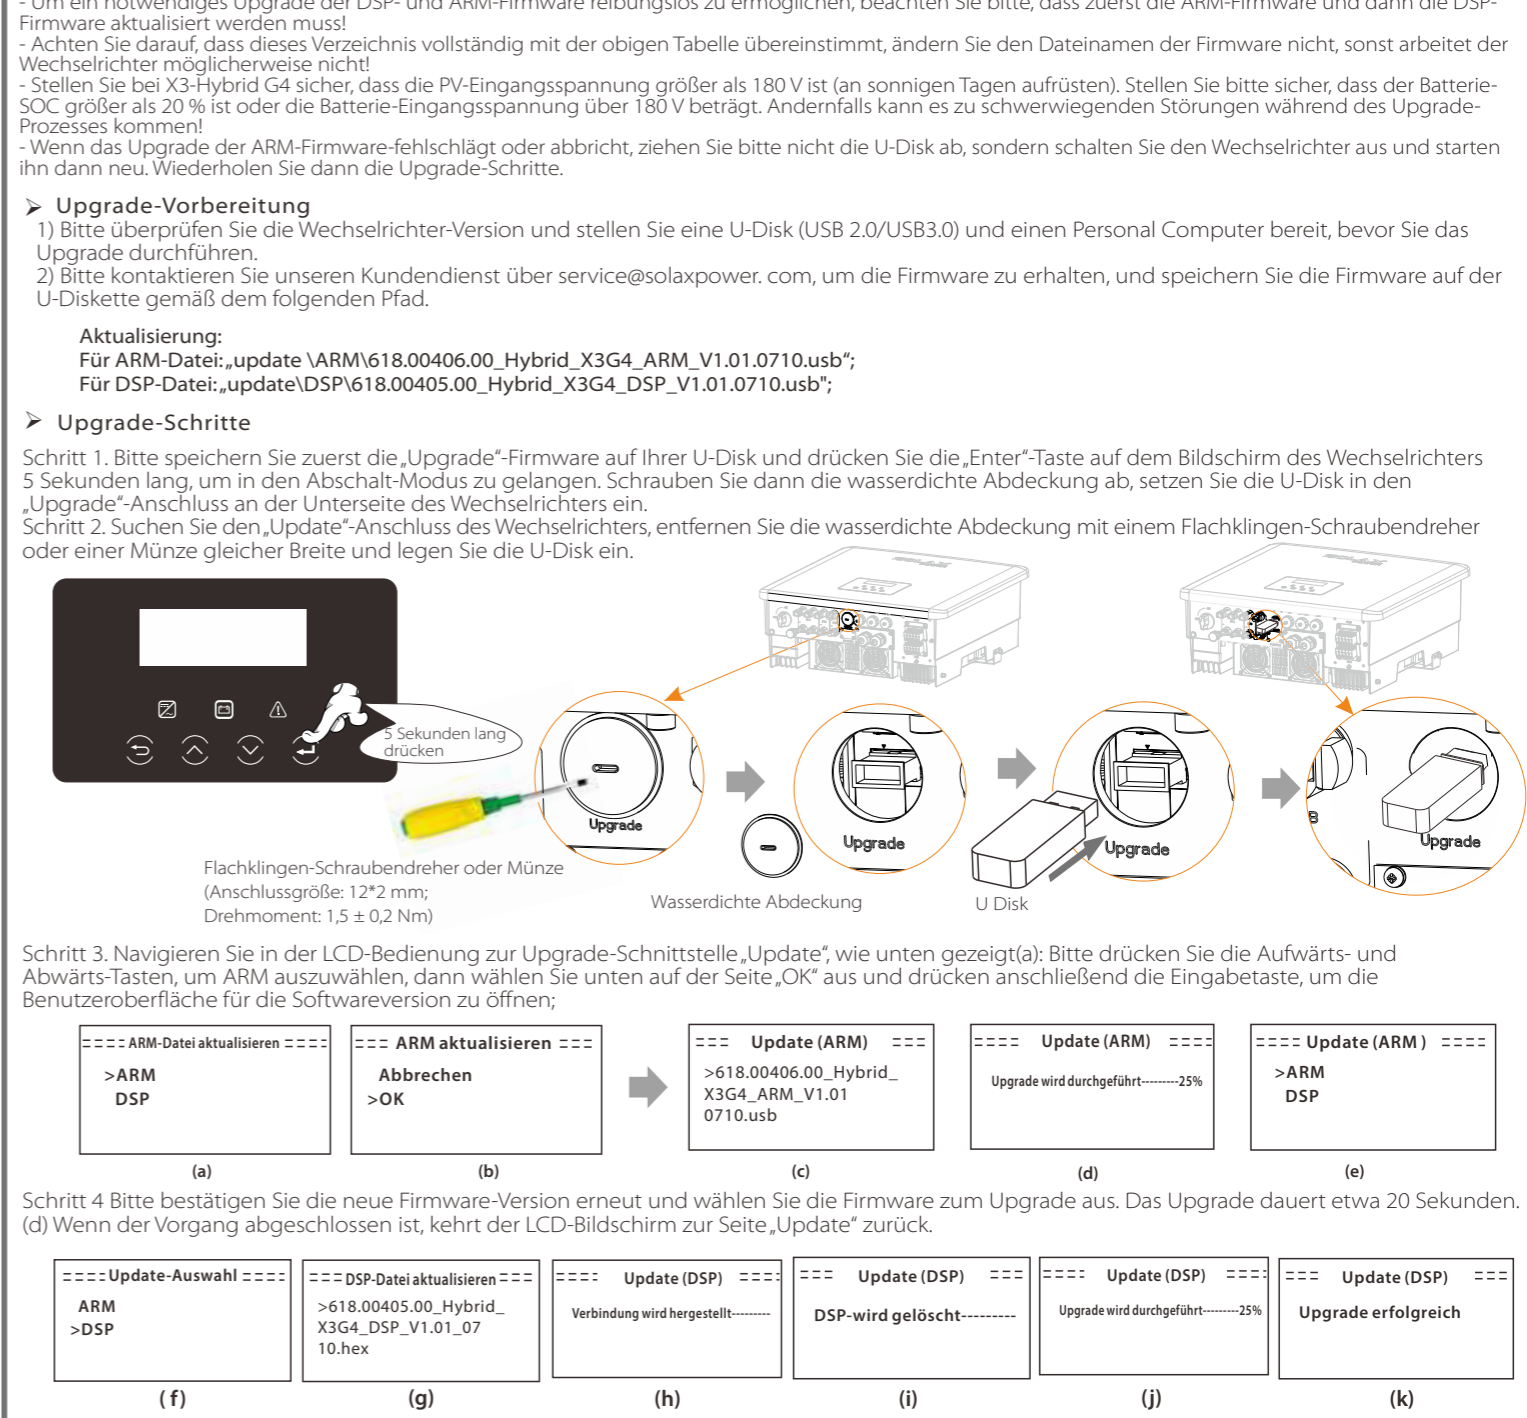 - Um ein notwendiges Upgrade der DSP- und ARM-Firmware reibungslos zu ermöglichen, beachten Sie bitte, dass zuerst die ARM-Firmware und dann die DSP-
Firmware aktualisiert werden muss!
- Achten Sie darauf, dass dieses Verzeichnis vollständig mit der obigen Tabelle übereinstimmt, ändern Sie den Dateinamen der Firmware nicht, sonst arbeitet der
Wechselrichter möglicherweise nicht!
- Stellen Sie bei X3-Hybrid G4 sicher, dass die PV-Eingangsspannung größer als 180 V ist (an sonnigen Tagen aufrüsten). Stellen Sie bitte sicher, dass der Batterie-
SOC größer als 20 % ist oder die Batterie-Eingangsspannung über 180 V beträgt. Andernfalls kann es zu schwerwiegenden Störungen während des Upgrade-
Prozesses kommen!
- Wenn das Upgrade der ARM-Firmware-fehlschlägt oder abbricht, ziehen Sie bitte nicht die U-Disk ab, sondern schalten Sie den Wechselrichter aus und starten
ihn dann neu. Wiederholen Sie dann die Upgrade-Schritte.
➢ Upgrade-Vorbereitung
1) Bitte überprüfen Sie die Wechselrichter-Version und stellen Sie eine U-Disk (USB 2.0/USB3.0) und einen Personal Computer bereit, bevor Sie das
Upgrade durchführen.
2) Bitte kontaktieren Sie unseren Kundendienst über service@solaxpower. com, um die Firmware zu erhalten, und speichern Sie die Firmware auf der
U-Diskette gemäß dem folgenden Pfad.
Aktualisierung:
Für ARM-Datei: „update \ARM\618.00406.00_Hybrid_X3G4_ARM_V1.01.0710.usb“;
Für DSP-Datei: „update\DSP\618.00405.00_Hybrid_X3G4_DSP_V1.01.0710.usb";
➢ Upgrade-Schritte
Schritt 1. Bitte speichern Sie zuerst die „Upgrade“-Firmware auf Ihrer U-Disk und drücken Sie die „Enter“-Taste auf dem Bildschirm des Wechselrichters
5 Sekunden lang, um in den Abschalt-Modus zu gelangen. Schrauben Sie dann die wasserdichte Abdeckung ab, setzen Sie die U-Disk in den
„Upgrade“-Anschluss an der Unterseite des Wechselrichters ein.
Schritt 2. Suchen Sie den „Update“-Anschluss des Wechselrichters, entfernen Sie die wasserdichte Abdeckung mit einem Flachklingen-Schraubendreher
oder einer Münze gleicher Breite und legen Sie die U-Disk ein.
5 Sekunden lang
drücken
Upgrade
Upgrade
Upgrade
Upgrade
Flachklingen-Schraubendreher oder Münze
(Anschlussgröße: 12*2 mm;
Drehmoment: 1,5 ± 0,2 Nm)
Wasserdichte Abdeckung
U Disk
Schritt 3. Navigieren Sie in der LCD-Bedienung zur Upgrade-Schnittstelle „Update“, wie unten gezeigt(a): Bitte drücken Sie die Aufwärts- und
Abwärts-Tasten, um ARM auszuwählen, dann wählen Sie unten auf der Seite „OK“ aus und drücken anschließend die Eingabetaste, um die
Benutzeroberfläche für die Softwareversion zu öffnen;
==== ARM-Datei aktualisieren ====
>ARM
DSP
(a)
=== ARM aktualisieren ===
Abbrechen
>OK
(b)
=== Update (ARM) ===
>618.00406.00_Hybrid_
X3G4_ARM_V1.01
0710.usb
(c)
==== Update (ARM) ====
Upgrade wird durchgeführt---------25%
(d)
==== Update (ARM ) ====
>ARM
DSP
(e)
Schritt 4 Bitte bestätigen Sie die neue Firmware-Version erneut und wählen Sie die Firmware zum Upgrade aus. Das Upgrade dauert etwa 20 Sekunden.
(d) Wenn der Vorgang abgeschlossen ist, kehrt der LCD-Bildschirm zur Seite „Update“ zurück.
==== Update-Auswahl ====
ARM
>DSP
( f )
=== DSP-Datei aktualisieren ===
>618.00405.00_Hybrid_
X3G4_DSP_V1.01_07
10.hex
(g)
==== Update (DSP) ====
Verbindung wird hergestellt---------
(h)
=== Update (DSP) ===
DSP-wird gelöscht---------
(i)
==== Update (DSP) ====
Upgrade wird durchgeführt---------25%
(j)
=== Update (DSP) ===
Upgrade erfolgreich
(k)